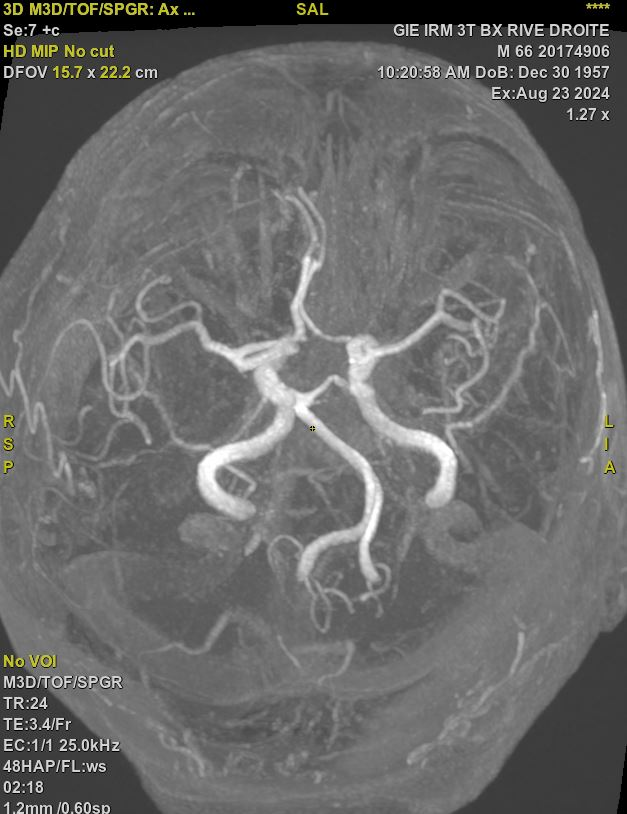 3D M3D/TOF/SPGR: Ax ...
SAL
****
Se:7 +c
GIE IRM 3T BX RIVE DROITE
HD MIP No cut
M 66 20174906
DFOV 15.7 x 22.2 cm
10:20:58 AM DoB: Dec 30 1957
Ex:Aug 23 2024
1.27 x
R
S
P
L
I
A
No VOI
M3D/TOF/SPGR
TR:24
TE:3.4/Fr
EC:1/1 25.0kHz
48HAP/FL:ws
02:18
1.2mm /0.60sp